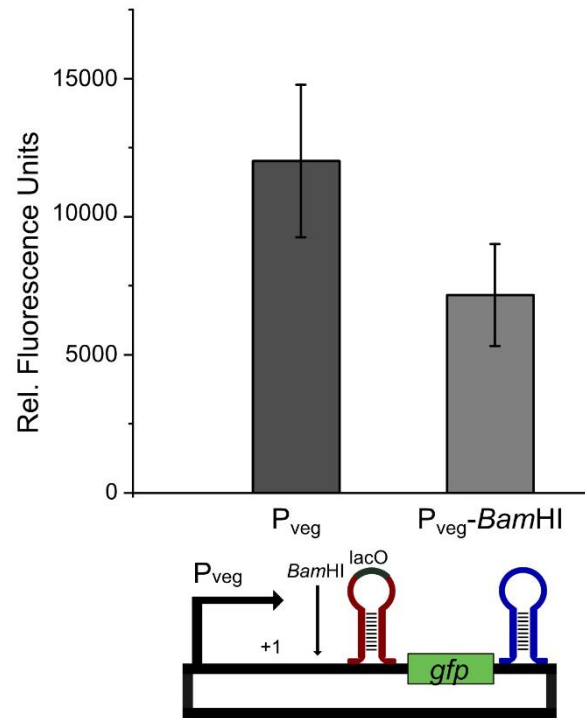 Rel. Fluorescence Units
15000
10000
5000
0
Pveg
Pveg-BamHI
Pveg
BamHI
lacO
+1
gfp